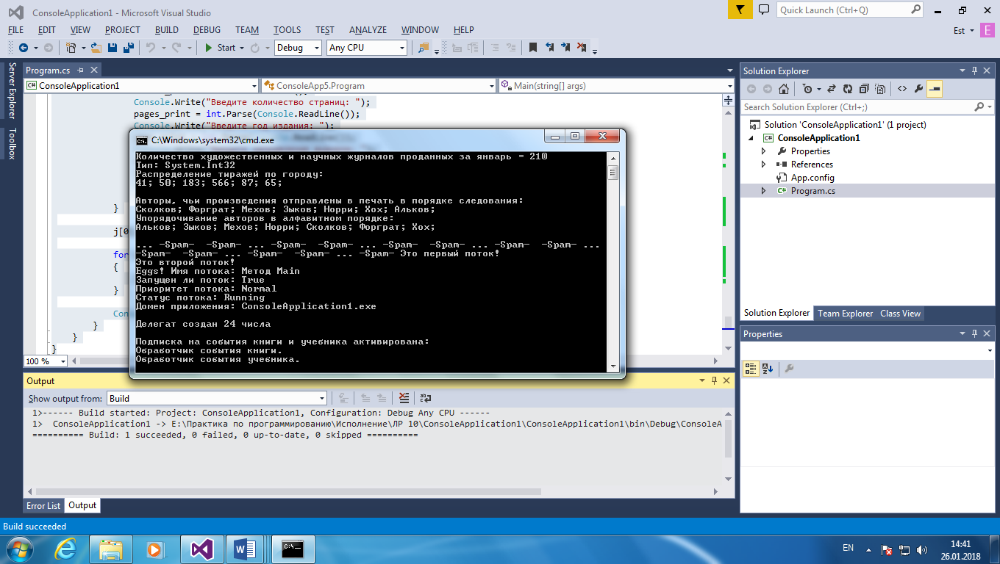 ConsoleApplication1 - Microsoft Visual Studio
Quick Launch (Ctrl+Q)
FILE EDIT VIEW PROJECT BUILD DEBUG TEAM TOOLS TEST ANALYZE WINDOW HELP
Est E
Start Debug Any CPU
Server Explorer
Toolbox
Program.cs
ConsoleApplication1 ConsoleApp5.Program Main(string[] args)
Console.Write("Введите количество страниц: ");
pages_print = int.Parse(Console.ReadLine());
Console.Write("Введите год издания: ");
}
j[0
for
{
}
Con
}
}
}
100 %
C:\Windows\system32\cmd.exe
Количество художественных и научных журналов проданных за январь = 210
Тип: System.Int32
Распределение тиражей по городу:
41; 50; 183; 566; 87; 65;
Авторы, чьи произведения отправлены в печать в порядке следования:
Сколков; Форграт; Мехов; Зыков; Норри; Хох; Альков;
Упорядочивание авторов в алфавитном порядке:
Альков; Зыков; Мехов; Норри; Сколков; Форграт; Хох;
... -Spam-  -Spam- ... -Spam-  -Spam- ... -Spam-  -Spam- ... -Spam-  -Spam- ...
-Spam-  -Spam- ... -Spam-  -Spam- ... -Spam- Это первый поток!
Это второй поток!
Eggs! Имя потока: Метод Main
Запущен ли поток: True
Приоритет потока: Normal
Статус потока: Running
Домен приложения: ConsoleApplication1.exe
Делегат создан 24 числа
Подписка на события книги и учебника активирована:
Обработчик события книги.
Обработчик события учебника.
Output
Show output from: Build
1>------ Build started: Project: ConsoleApplication1, Configuration: Debug Any CPU ------
1>  ConsoleApplication1 -> E:\Практика по программированию\Исполнение\ЛР 10\ConsoleApplication1\ConsoleApplication1\bin\Debug\ConsoleA
========== Build: 1 succeeded, 0 failed, 0 up-to-date, 0 skipped ==========
Error List Output
Solution Explorer
Search Solution Explorer (Ctrl+;)
Solution 'ConsoleApplication1' (1 project)
ConsoleApplication1
Properties
References
App.config
Program.cs
Solution Explorer Team Explorer Class View
Properties
Build succeeded
EN
14:41
26.01.2018